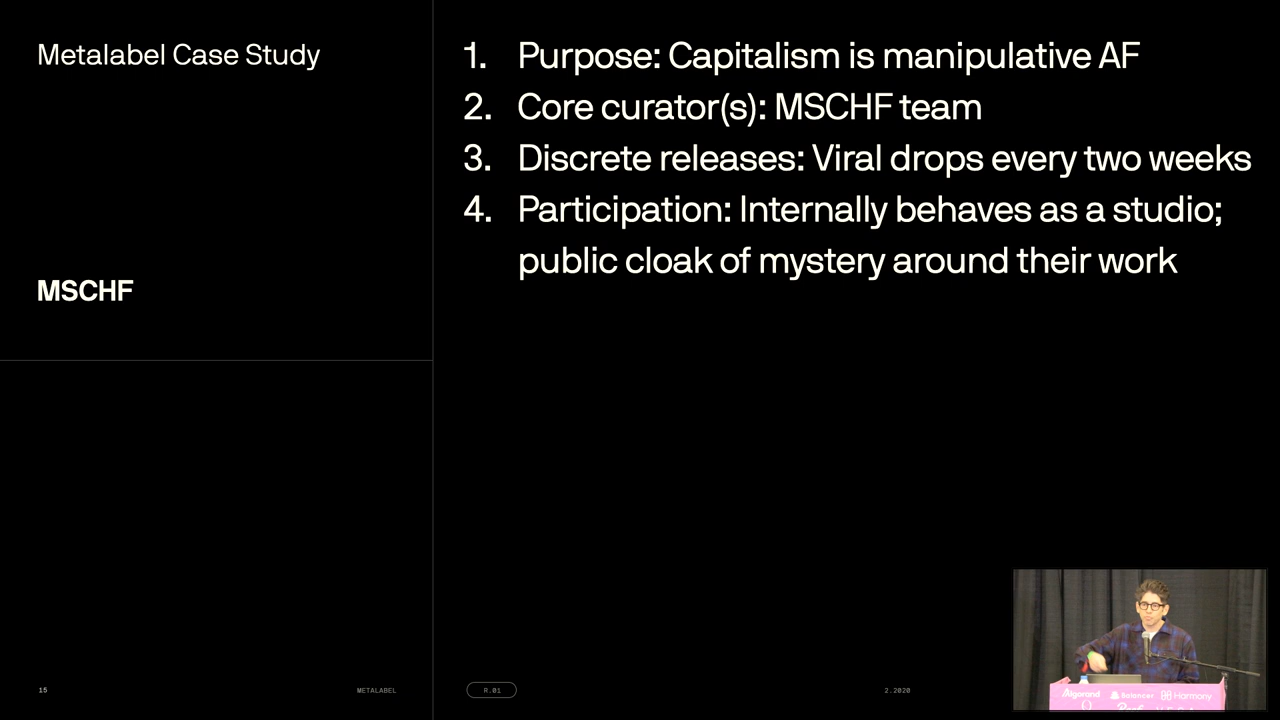 Metalabel Case Study
MSCHF
1. Purpose: Capitalism is manipulative AF
2. Core curator(s): MSCHF team
3. Discrete releases: Viral drops every two weeks
4. Participation: Internally behaves as a studio;
public cloak of mystery around their work
15
METALABEL
R.01
2.2020
Algorand
Balancer
Harmony